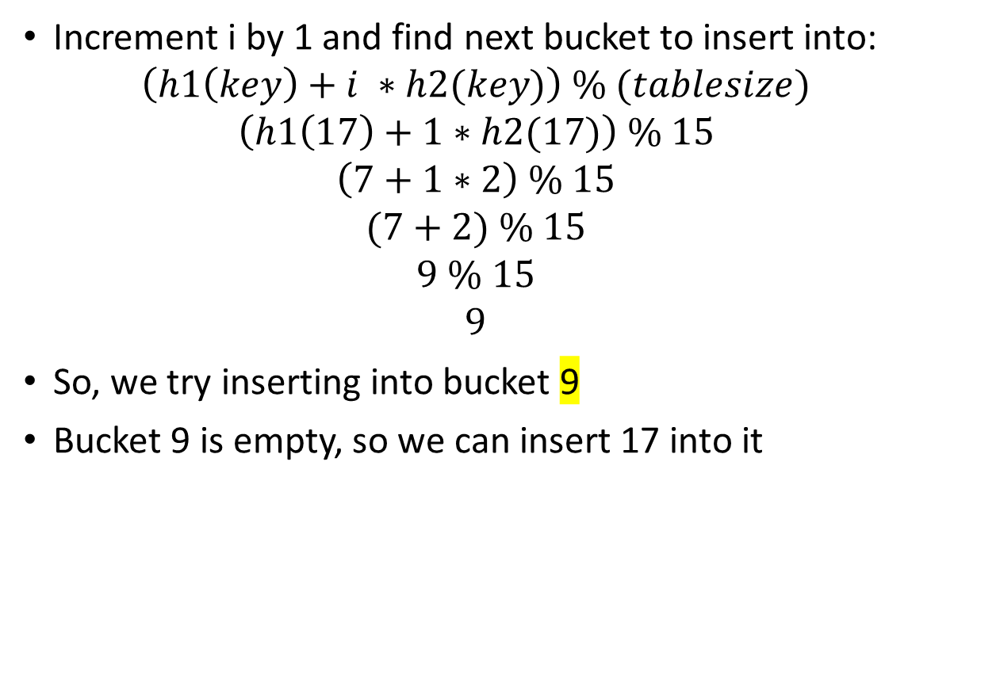 • Increment i by 1 and find next bucket to insert into:
(h1(key) + i ∗ h2(key)) % (tablesize)
(h1(17) + 1 ∗ h2(17)) % 15
(7 + 1 ∗ 2) % 15
(7 + 2) % 15
9 % 15
9
• So, we try inserting into bucket 9
• Bucket 9 is empty, so we can insert 17 into it